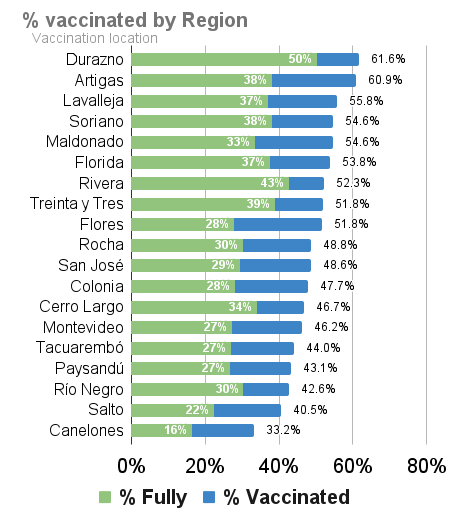 % vaccinated by Region
Vaccination location
Durazno 50% 61.6%
Artigas 38% 60.9%
Lavalleja 37% 55.8%
Soriano 38% 54.6%
Maldonado 33% 54.6%
Florida 37% 53.8%
Rivera 43% 52.3%
Treinta y Tres 39% 51.8%
Flores 28% 51.8%
Rocha 30% 48.8%
San José 29% 48.6%
Colonia 28% 47.7%
Cerro Largo 34% 46.7%
Montevideo 27% 46.2%
Tacuarembó 27% 44.0%
Paysandú 27% 43.1%
Río Negro 30% 42.6%
Salto 22% 40.5%
Canelones 16% 33.2%
0% 20% 40% 60% 80%
% Fully % Vaccinated